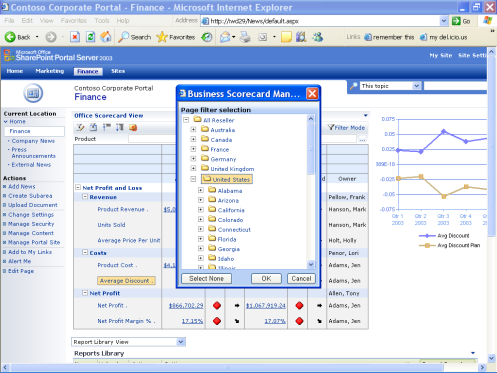 Contoso Corporate Portal - Finance - Microsoft Internet Explorer
File Edit View Favorites Tools Help Address http://iwd29/News/default.aspx Go
Back Search Favorites Links remember this my del.icio.us
Microsoft Office
SharePoint Portal Server 2003 My Site Site Sett
Home Marketing Finance Sites
Contoso Corporate Portal
Finance
This topic
Current Location
Home
Finance
Company News
Press
Announcements
External News
Actions
Add News
Create Subarea
Upload Document
Change Settings
Manage Security
Manage Content
Manage Portal Site
Add to My Links
Alert Me
Edit Page
Office Scorecard View
Filter Mode
Product
Owner
Net Profit and Loss
Revenue Pellow, Frank
Product Revenue . $5,0 Hanson, Mark
Units Sold Hanson, Mark
Average Price Per Unit Holt, Holly
Costs Penor, Lori
Product Cost . $4,1 Adams, Jen
Average Discount . Adams, Jen
Net Profit Allen, Tony
Net Profit . $866,702.29 $1,067,919.24 Adams, Jen
Net Profit Margin % . 17.15% 17.07% Adams, Jen
Business Scorecard Man...
Page filter selection
All Reseller
Australia
Canada
France
Germany
United Kingdom
United States
Alabama
Arizona
California
Colorado
Connecticut
Florida
Georgia
Idaho
Illinois
Select None OK Cancel
0.075
0.05
0.025
-0.025
-0.05
-0.075
Qtr 1 Qtr 2 Qtr 3 Qtr 4
2003 2003 2003 2003
Avg Discount
Avg Discount Plan
Report Library View
Reports Library